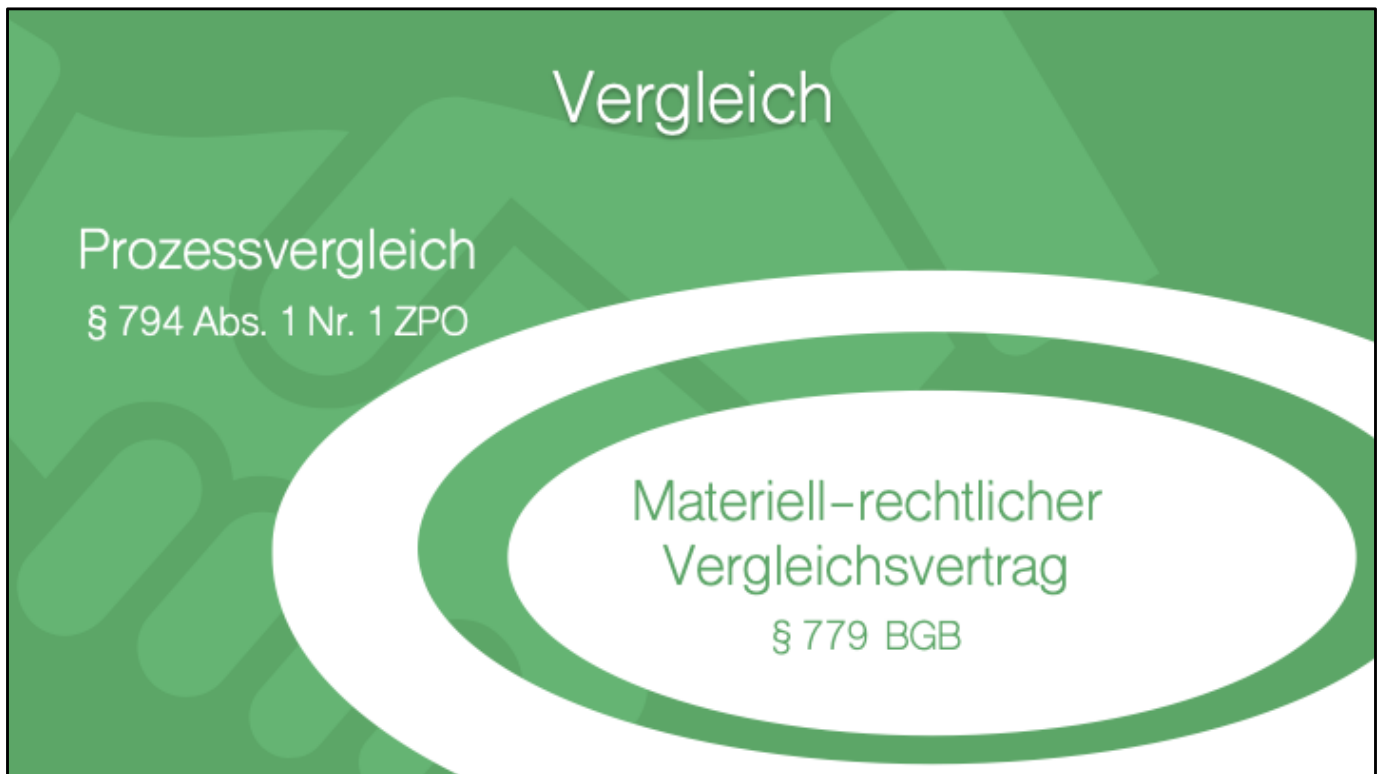 Vergleich
Prozessvergleich
§ 794 Abs. 1 Nr. 1 ZPO
Materiell-rechtlicher
Vergleichsvertrag
§ 779 BGB